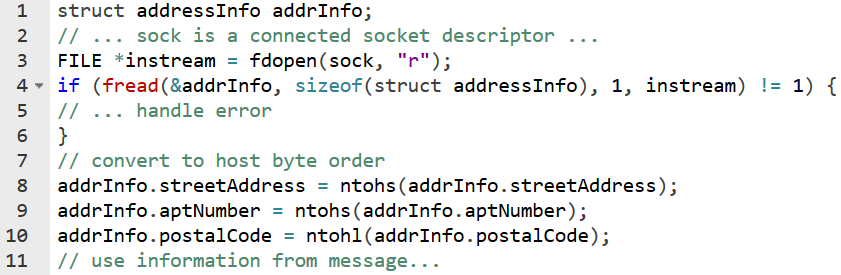 1 struct addressInfo addrInfo;
2 // ... sock is a connected socket descriptor ...
3 FILE *instream = fdopen(sock, "r");
4 if (fread(&addrInfo, sizeof(struct addressInfo), 1, instream) != 1) {
5 // ... handle error
6 }
7 // convert to host byte order
8 addrInfo.streetAddress = ntohs(addrInfo.streetAddress);
9 addrInfo.aptNumber = ntohs(addrInfo.aptNumber);
10 addrInfo.postalCode = ntohl(addrInfo.postalCode);
11 // use information from message...